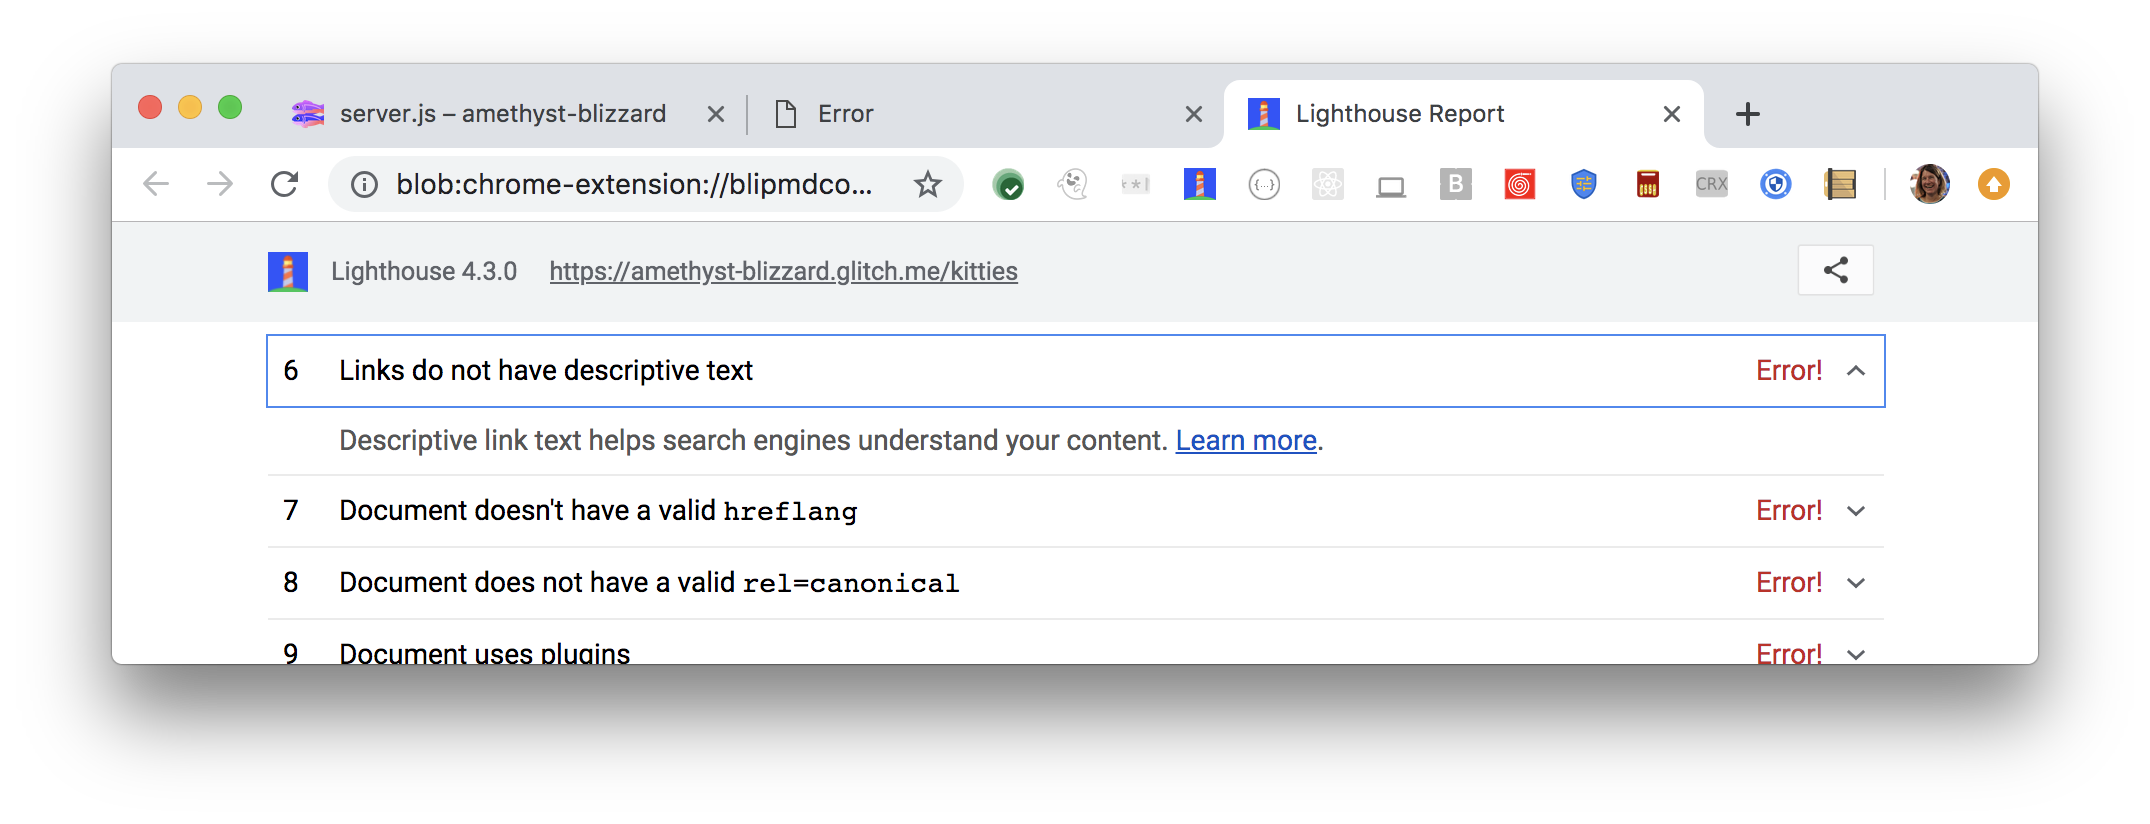 server.js – amethyst-blizzard
Error
Lighthouse Report
blob:chrome-extension://blipmdco...
{...}
B
CRX
Lighthouse 4.3.0 https://amethyst-blizzard.glitch.me/kitties
6 Links do not have descriptive text Error!
Descriptive link text helps search engines understand your content. Learn more.
7 Document doesn't have a valid hreflang Error!
8 Document does not have a valid rel=canonical Error!
9 Document uses plugins Error!